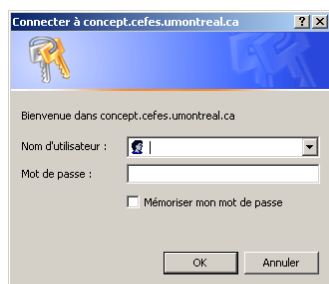 Connecter à concept.cefes.umontreal.ca
Bienvenue dans concept.cefes.umontreal.ca
Nom d'utilisateur :
Mot de passe :
Mémoriser mon mot de passe
OK Annuler